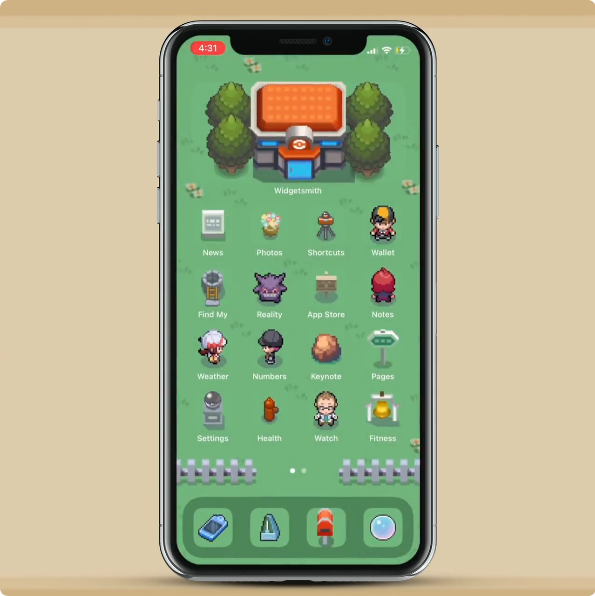 4:31
Widgetsmith
News Photos Shortcuts Wallet
Find My Reality App Store Notes
Weather Numbers Keynote Pages
Settings Health Watch Fitness